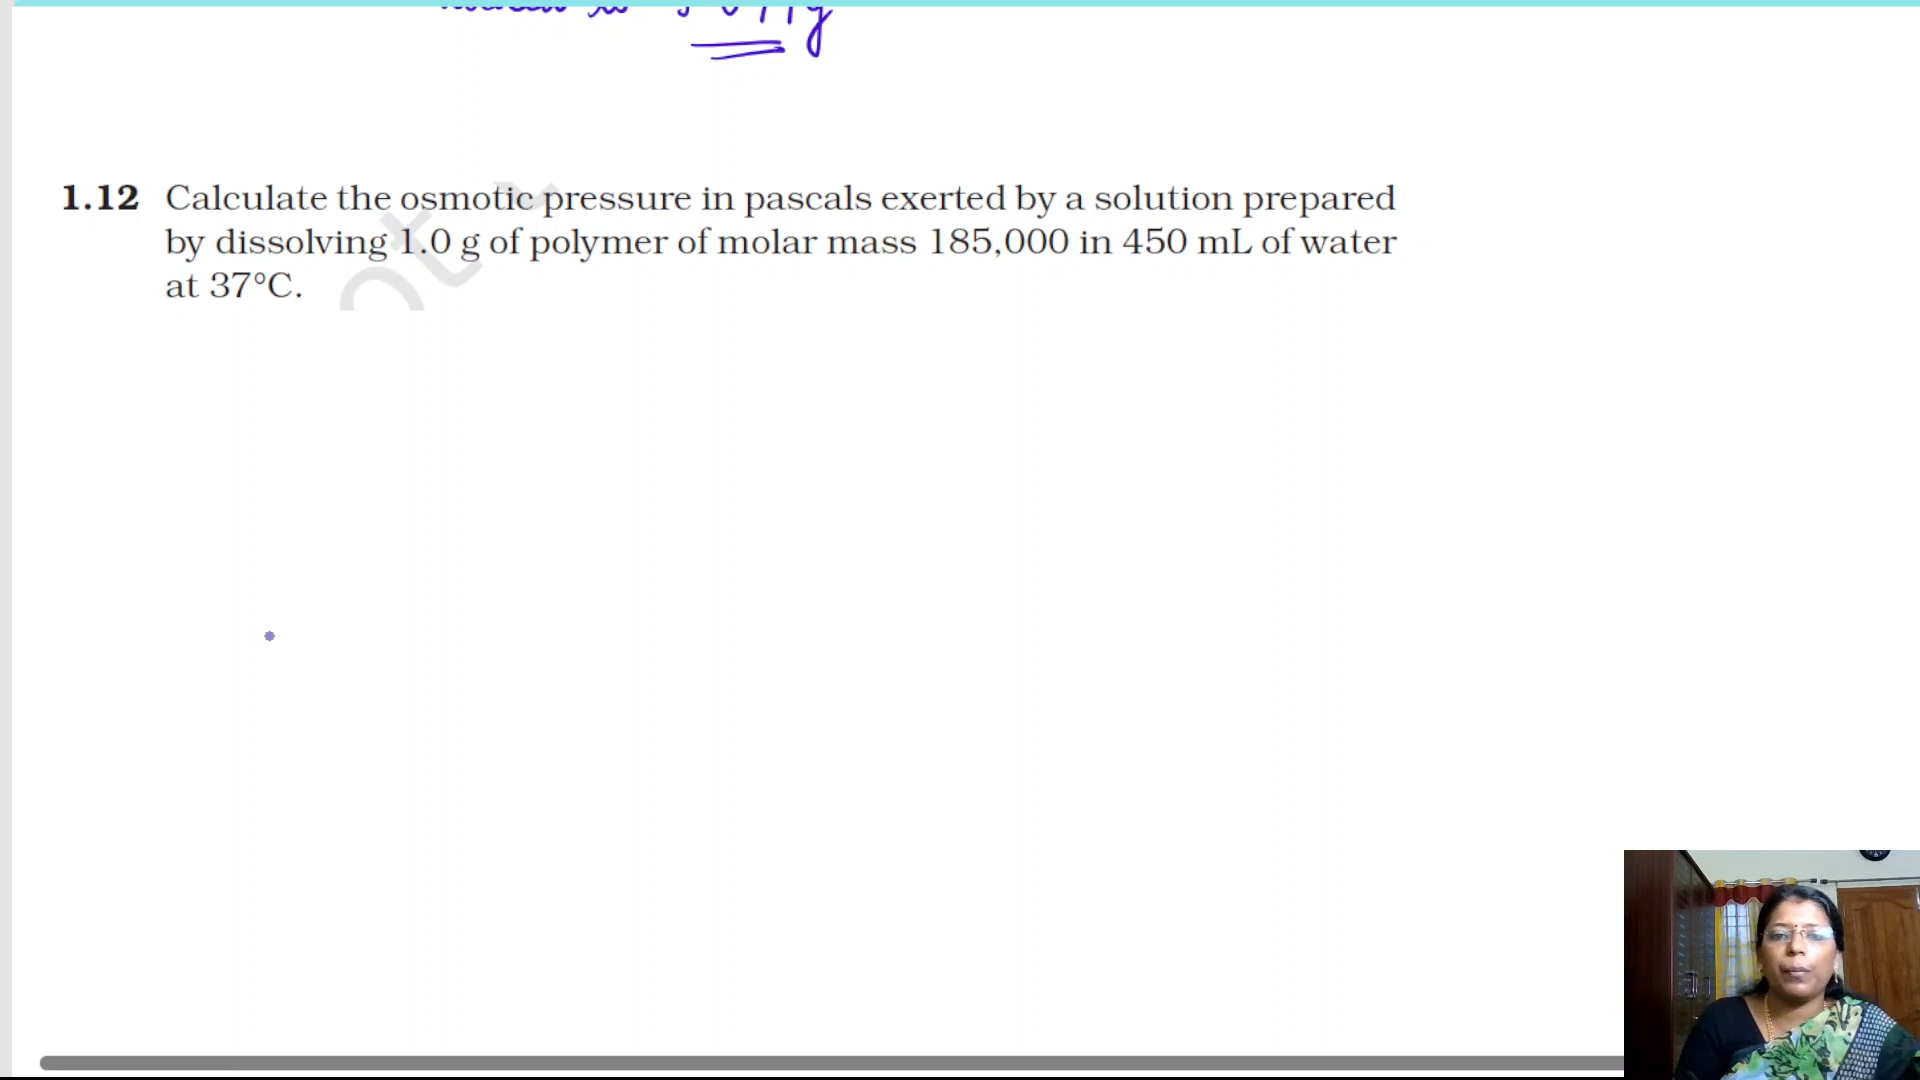 1.12 Calculate the osmotic pressure in pascals exerted by a solution prepared
by dissolving 1.0 g of polymer of molar mass 185,000 in 450 mL of water
at 37°C.